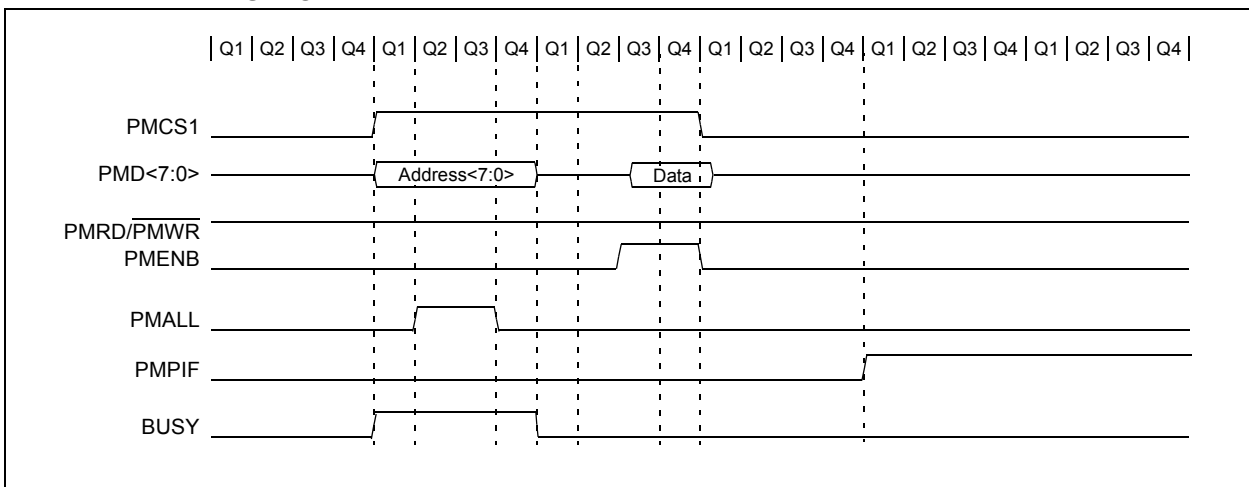 Q1 Q2 Q3 Q4 Q1 Q2 Q3 Q4 Q1 Q2 Q3 Q4 Q1 Q2 Q3 Q4 Q1 Q2 Q3 Q4 Q1 Q2 Q3 Q4
PMCS1
PMD<7:0> Address<7:0> Data
PMRD/PMWR
PMENB
PMALL
PMPIF
BUSY